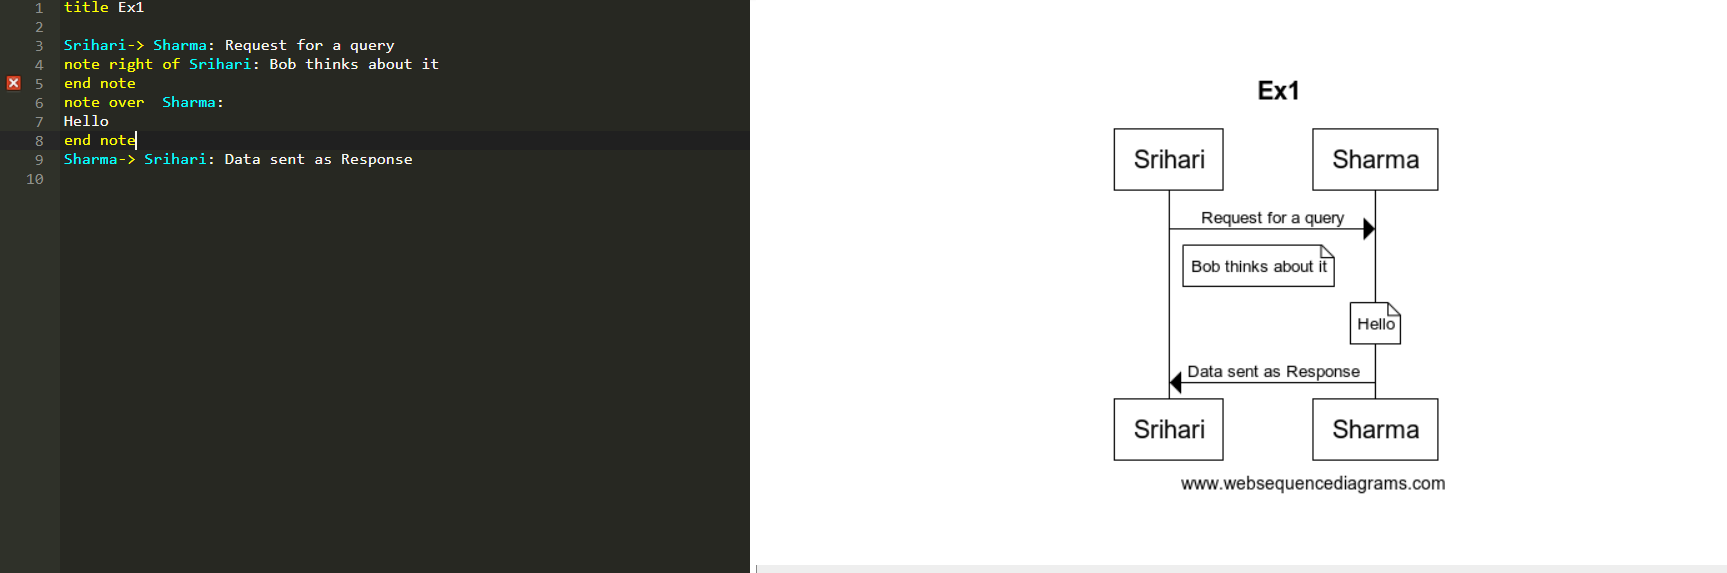 1 title Ex1
2
3 Srihari-> Sharma: Request for a query
4 note right of Srihari: Bob thinks about it
5 end note
6 note over  Sharma:
7 Hello
8 end note
9 Sharma-> Srihari: Data sent as Response
10
Ex1
Srihari Sharma
Request for a query
Bob thinks about it
Hello
Data sent as Response
Srihari Sharma
www.websequencediagrams.com